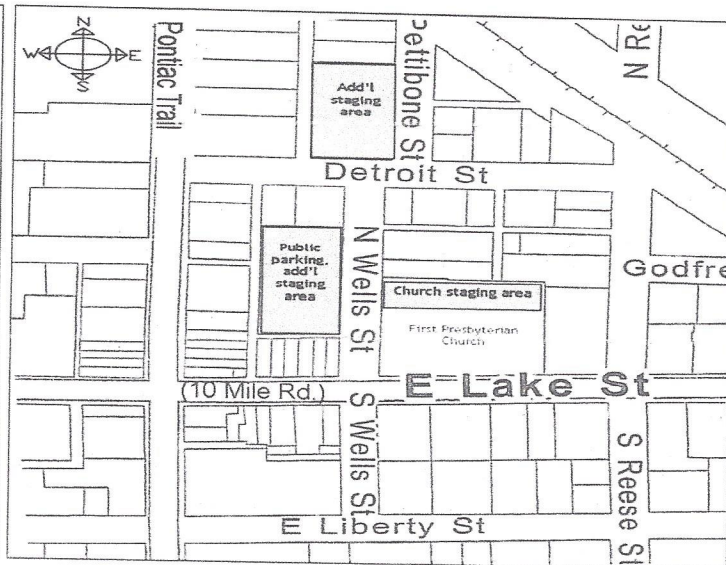 N
W E
S
Pontiac Trail
Pettibone St
N Re
Add'l
staging
area
Detroit St
Public
parking,
add'l
staging
area
N Wells St
Church staging area
First Presbyterian
Church
Godfre
(10 Mile Rd.)
E Lake St
S Wells St
S Reese St
E Liberty St